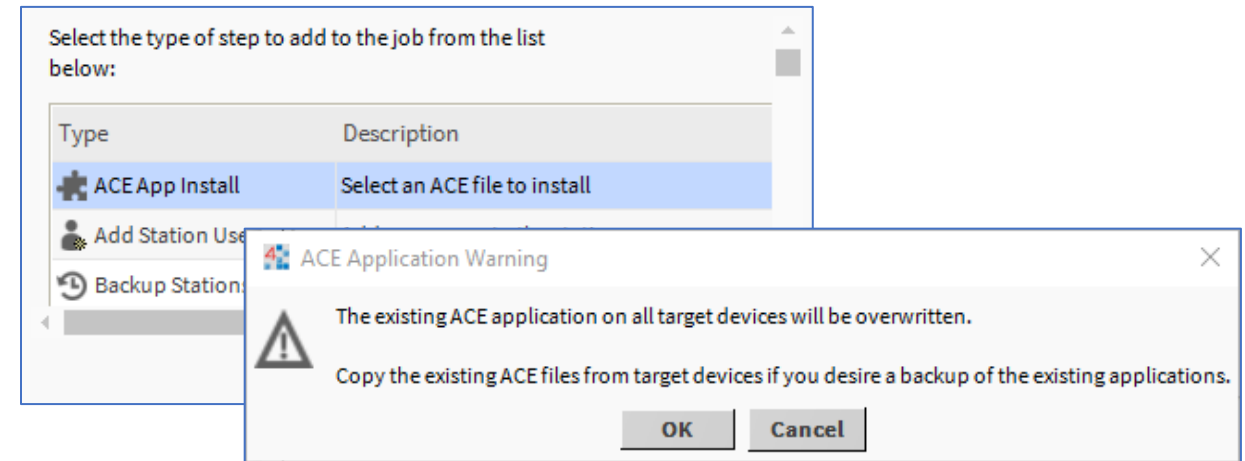 Select the type of step to add to the job from the list
below:
Type Description
ACE App Install Select an ACE file to install
Add Station
Backup Stations
4 ACE Application Warning
The existing ACE application on all target devices will be overwritten.
Copy the existing ACE files from target devices if you desire a backup of the existing applications.
OK Cancel